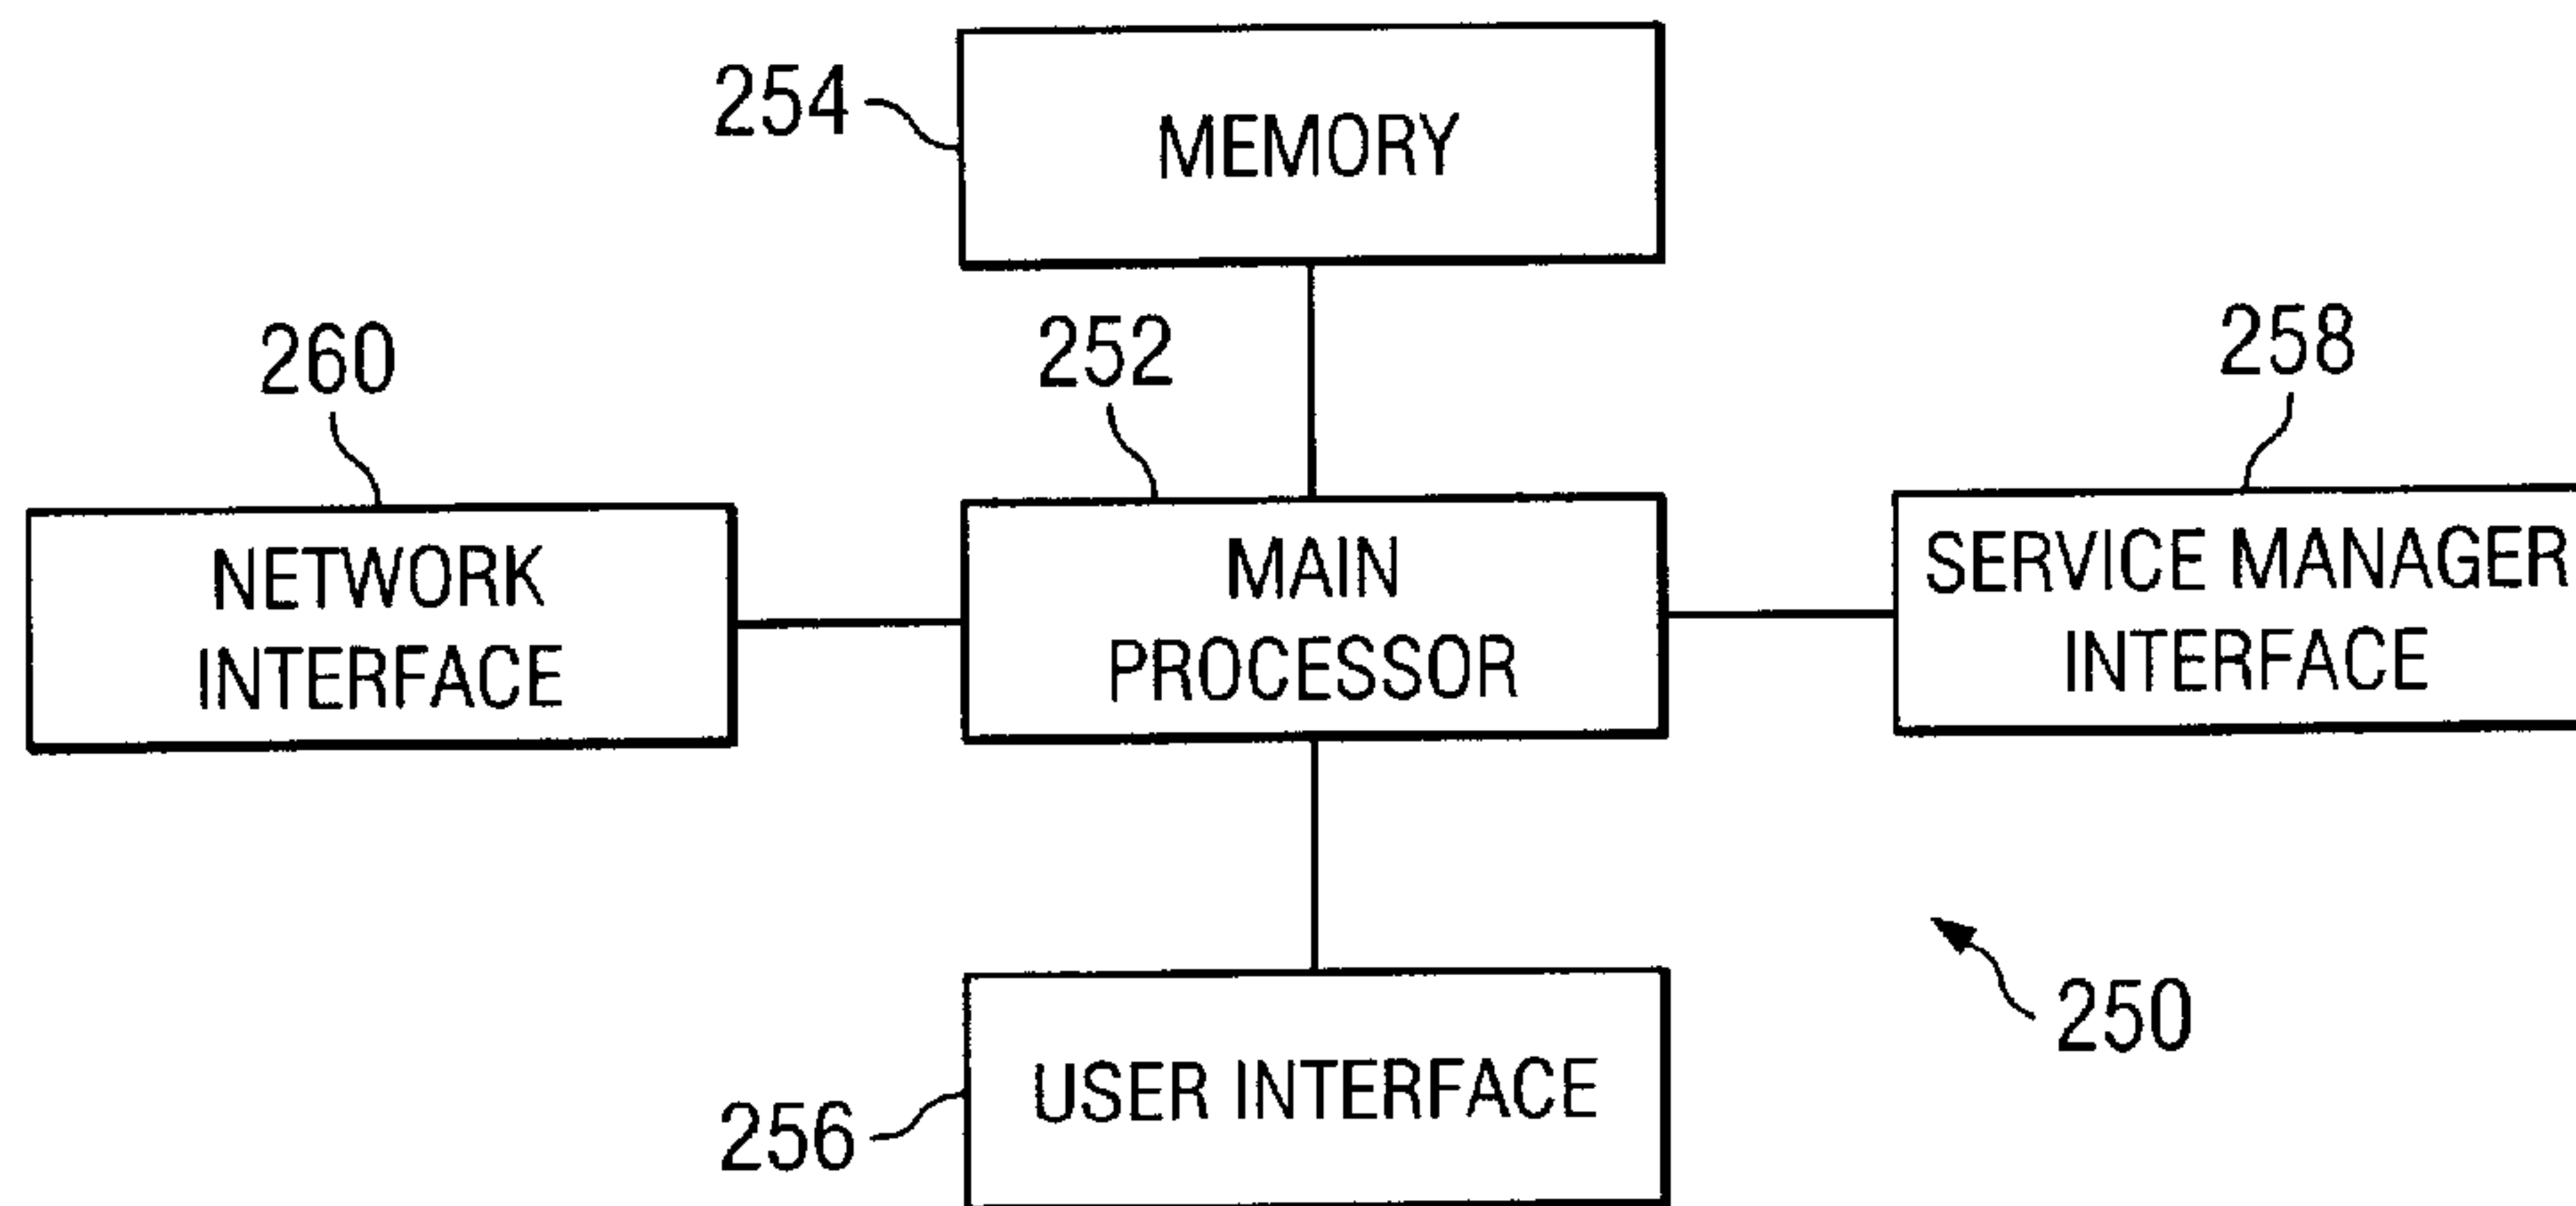 254
MEMORY
260
252
258
NETWORK
INTERFACE
MAIN
PROCESSOR
SERVICE MANAGER
INTERFACE
250
256
USER INTERFACE